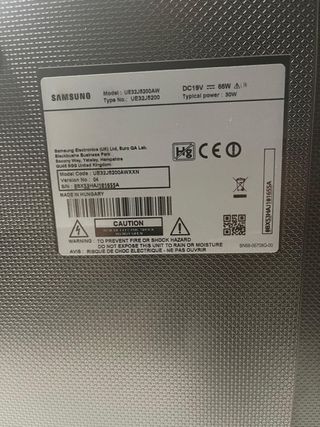 SAMSUNG
Model : UE32J5200AW
Type No.: UE32J5200
DC19V ⎓ 66W
Typical power : 30W
Samsung Electronics (UK) Ltd, Euro QA Lab.
Blackbushe Business Park
Saxony Way, Yateley, Hampshire
GU46 6GG United Kingdom
Model Code : UE32J5200AWXXN
Version No : 04
S/N :
MADE IN HUNGARY
CAUTION
WARNING : TO PREVENT FIRE OR SHOCK HAZARD
DO NOT EXPOSE THIS UNIT TO RAIN OR MOISTURE
AVIS : RISQUE DE CHOC ELECTRIQUE - NE PAS OUVRIR